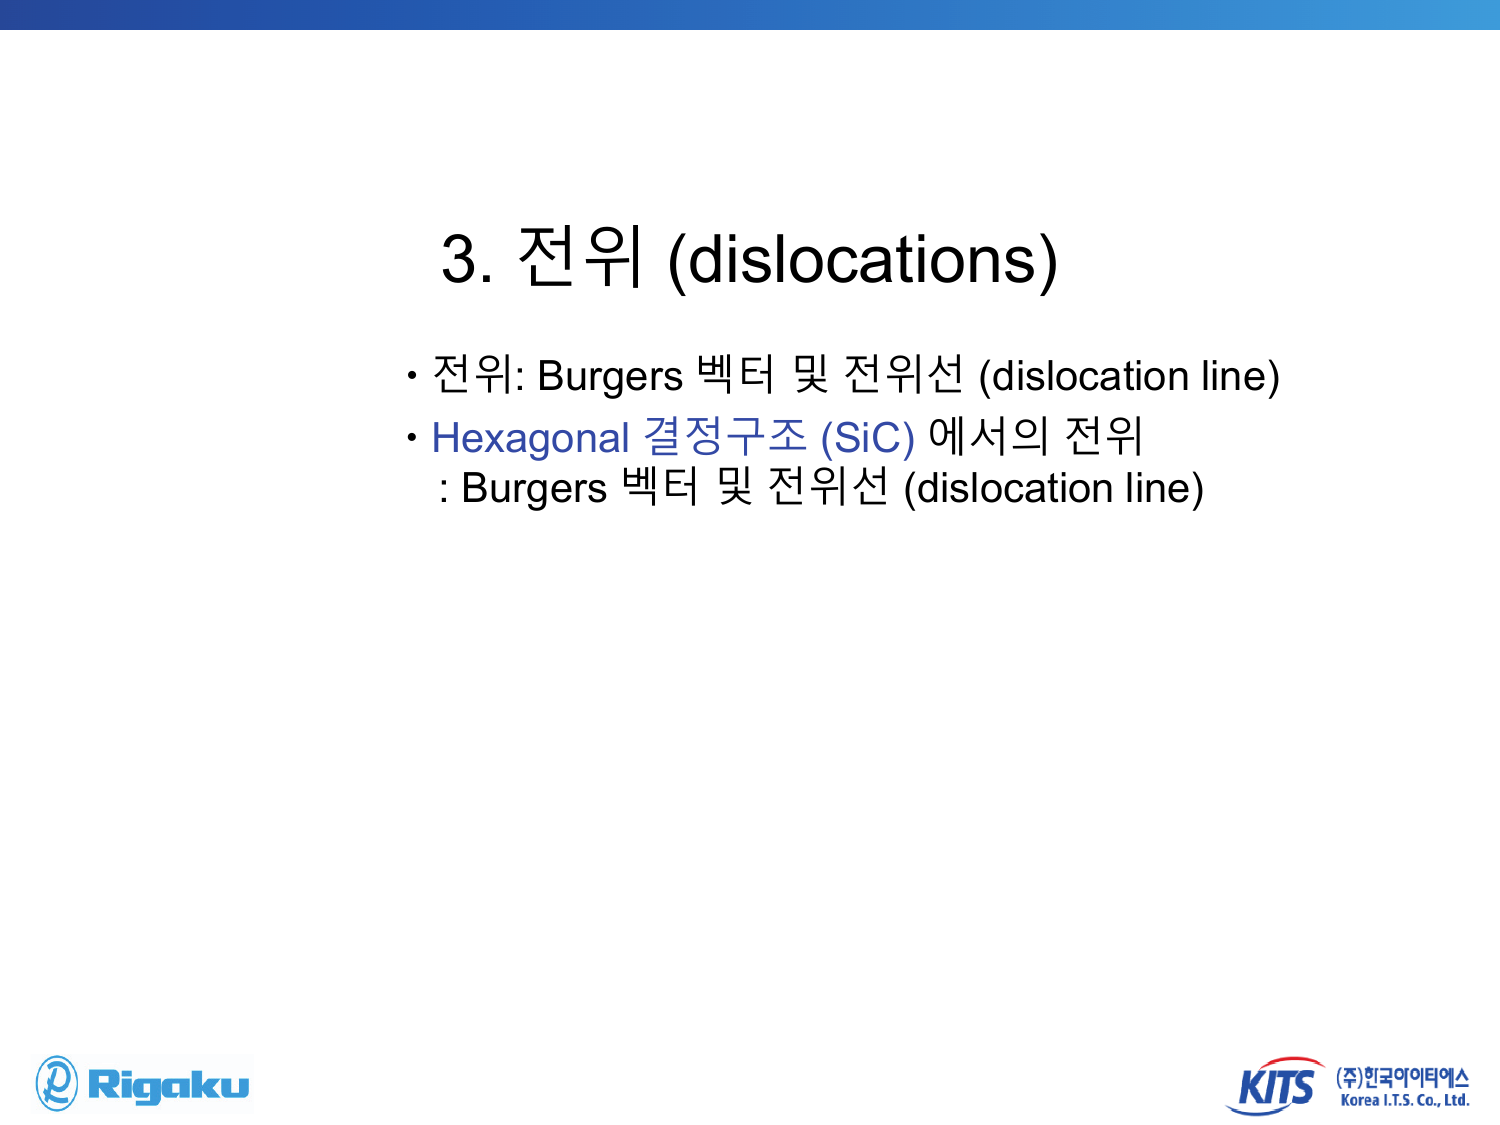 3. 전위 (dislocations)
· 전위: Burgers 벡터 및 전위선 (dislocation line)
· Hexagonal 결정구조 (SiC) 에서의 전위
: Burgers 벡터 및 전위선 (dislocation line)
Rigaku
KITS
(주)한국아이티에스
Korea I.T.S. Co., Ltd.